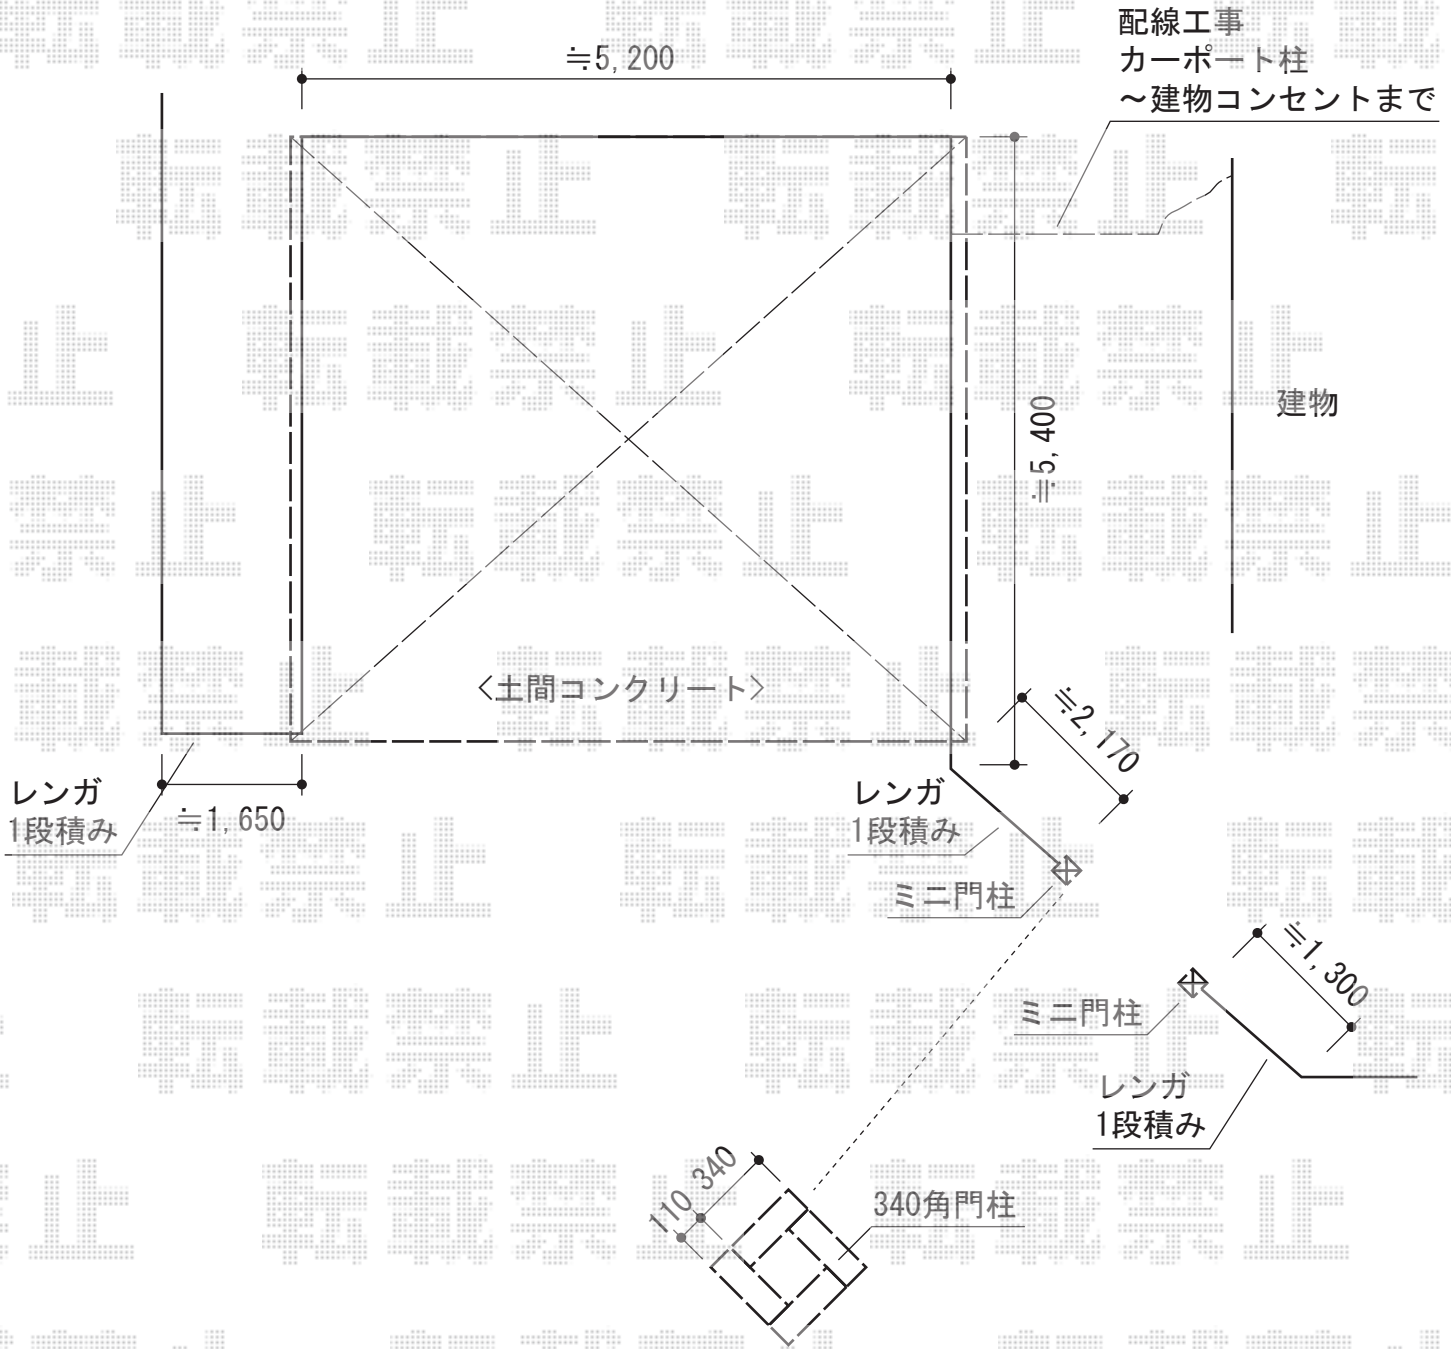 配線工事
カーポート柱
～建物コンセントまで
≒5,200
建物
≒5,400
<土間コンクリート>
≒2,170
レンガ
1段積み
≒1,650
レンガ
1段積み
ミニ門柱
≒1,300
ミニ門柱
レンガ
1段積み
110 340
340角門柱
転載禁止